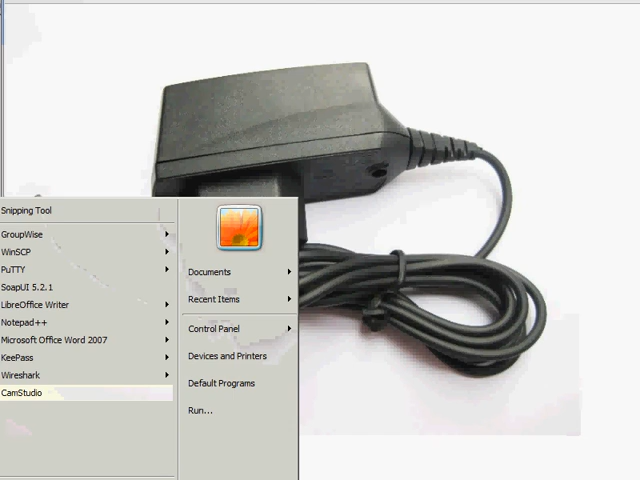 Snipping Tool
GroupWise
WinSCP
PuTTY
SoapUI 5.2.1
LibreOffice Writer
Notepad++
Microsoft Office Word 2007
KeePass
Wireshark
CamStudio
Documents
Recent Items
Control Panel
Devices and Printers
Default Programs
Run...